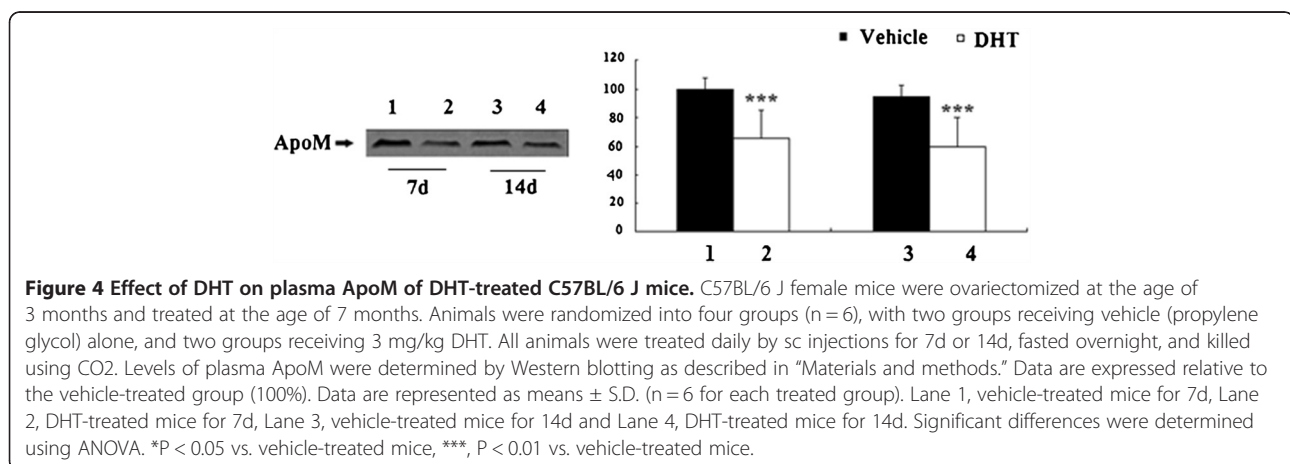 ■ Vehicle □ DHT
120
100
80
60
40
20
0
*** ***
1 2 3 4
1 2 3 4
ApoM
7d 14d
Figure 4 Effect of DHT on plasma ApoM of DHT-treated C57BL/6 J mice. C57BL/6 J female mice were ovariectomized at the age of
3 months and treated at the age of 7 months. Animals were randomized into four groups (n = 6), with two groups receiving vehicle (propylene
glycol) alone, and two groups receiving 3 mg/kg DHT. All animals were treated daily by sc injections for 7d or 14d, fasted overnight, and killed
using CO2. Levels of plasma ApoM were determined by Western blotting as described in “Materials and methods.” Data are expressed relative to
the vehicle-treated group (100%). Data are represented as means ± S.D. (n = 6 for each treated group). Lane 1, vehicle-treated mice for 7d, Lane
2, DHT-treated mice for 7d, Lane 3, vehicle-treated mice for 14d and Lane 4, DHT-treated mice for 14d. Significant differences were determined
using ANOVA. *P < 0.05 vs. vehicle-treated mice, ***, P < 0.01 vs. vehicle-treated mice.